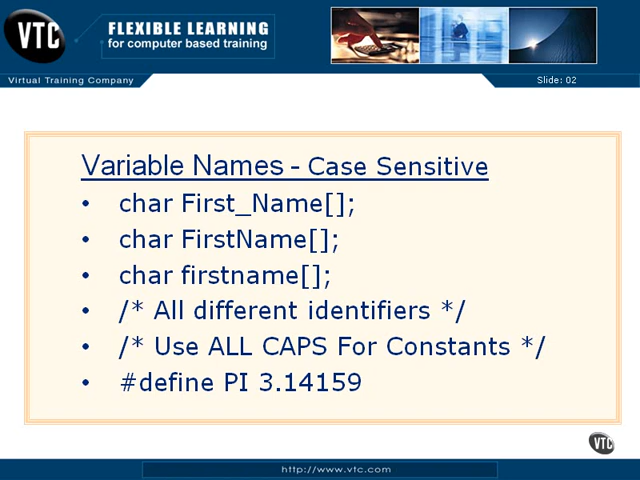 VTC
FLEXIBLE LEARNING
for computer based training
Virtual Training Company
Slide: 02
Variable Names - Case Sensitive
• char First_Name[];
• char FirstName[];
• char firstname[];
• /* All different identifiers */
• /* Use ALL CAPS For Constants */
• #define PI 3.14159
VTC
http://www.vtc.com